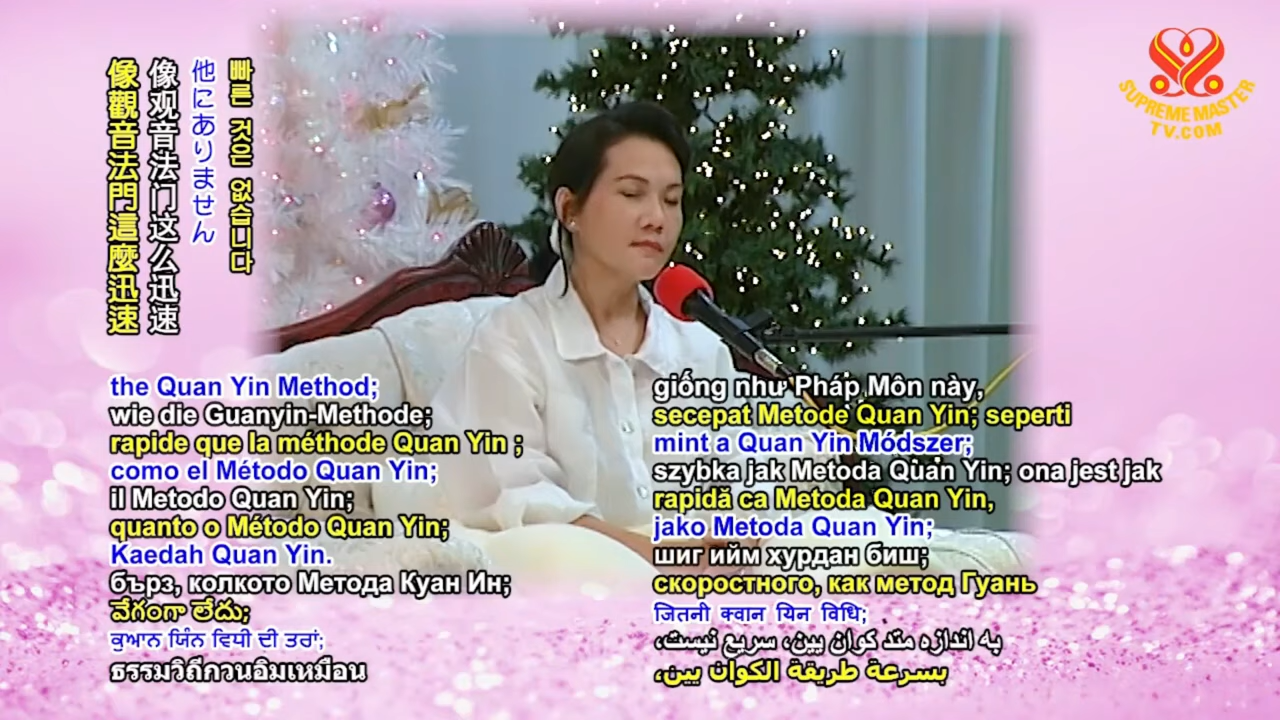 SUPREME MASTER
TV.COM
像觀音法門這麼迅速
像观音法门这么迅速
他にありません
빠른 것은 없습니다
the Quan Yin Method;
wie die Guanyin-Methode;
rapide que la méthode Quan Yin ;
como el Método Quan Yin;
il Metodo Quan Yin;
quanto o Método Quan Yin;
Kaedah Quan Yin.
бърз, колкото Метода Куан Ин;
వేగంగా లేదు;
ਕੁਆਨ ਯਿੰਨ ਵਿਧੀ ਦੀ ਤਰਾਂ;
ธรรมวิถีกวนอิมเหมือน
giống như Pháp Môn này,
secepat Metode Quan Yin; seperti
mint a Quan Yin Módszer;
szybka jak Metoda Quan Yin; ona jest jak
rapidă ca Metoda Quan Yin,
jako Metoda Quan Yin;
шиг ийм хурдан биш;
скоростного, как метод Гуань
जितनी क्वान यिन विधि;
به اندازه متد کوان یین، سریع نیست،
بسرعة طريقة الكوان يين،